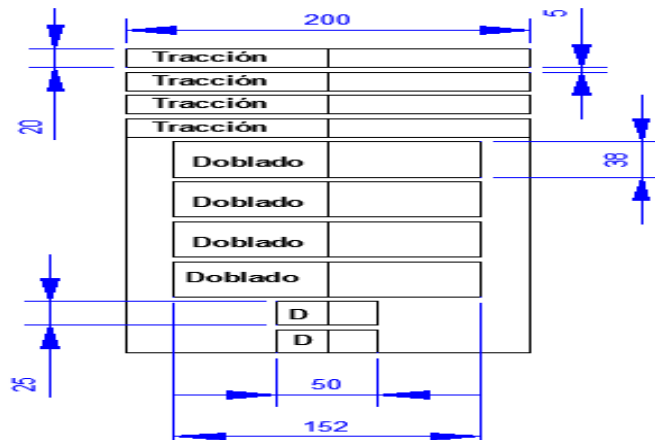 200
5
Tracción
Tracción
20
Tracción
Tracción
Doblado
38
Doblado
Doblado
Doblado
D
D
25
50
152